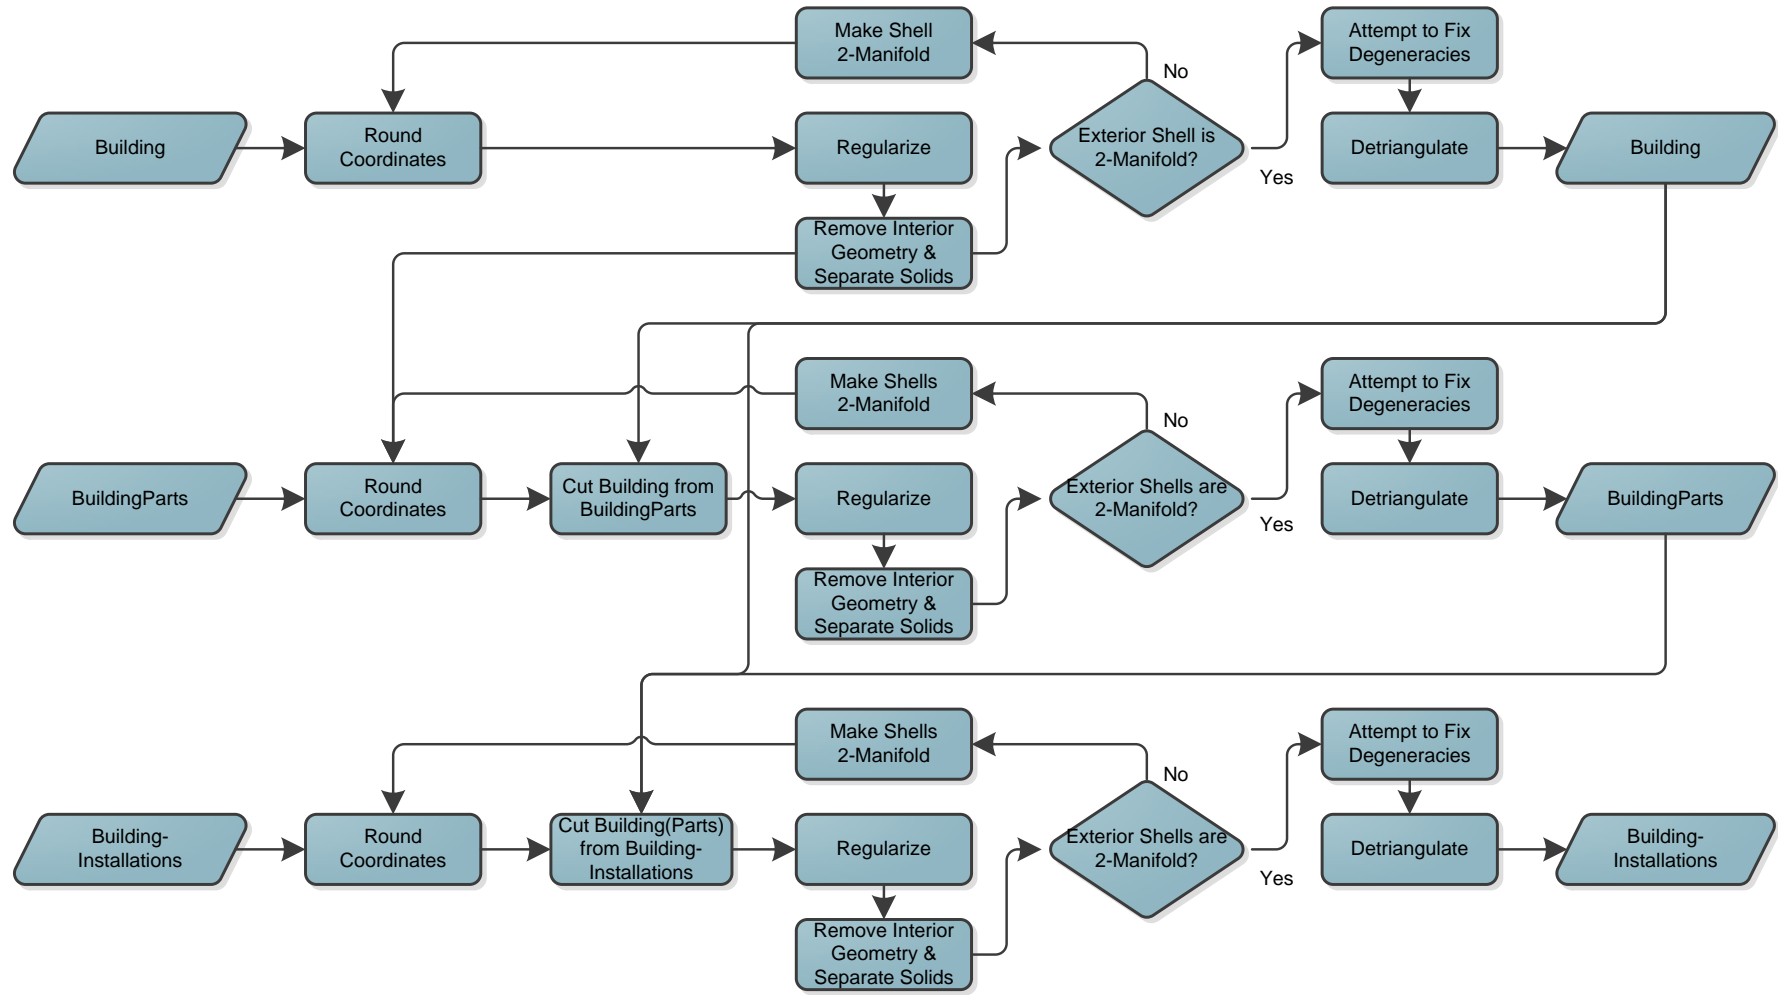 Make Shell
2-Manifold
Attempt to Fix
Degeneracies
No
Building
Round
Coordinates
Regularize
Exterior Shell is
2-Manifold?
Yes
Detriangulate
Building
Remove Interior
Geometry &
Separate Solids
Make Shells
2-Manifold
Attempt to Fix
Degeneracies
No
BuildingParts
Round
Coordinates
Cut Building from
BuildingParts
Regularize
Exterior Shells are
2-Manifold?
Yes
Detriangulate
BuildingParts
Remove Interior
Geometry &
Separate Solids
Make Shells
2-Manifold
Attempt to Fix
Degeneracies
No
Building-
Installations
Round
Coordinates
Cut Building(Parts)
from Building-
Installations
Regularize
Exterior Shells are
2-Manifold?
Yes
Detriangulate
Building-
Installations
Remove Interior
Geometry &
Separate Solids